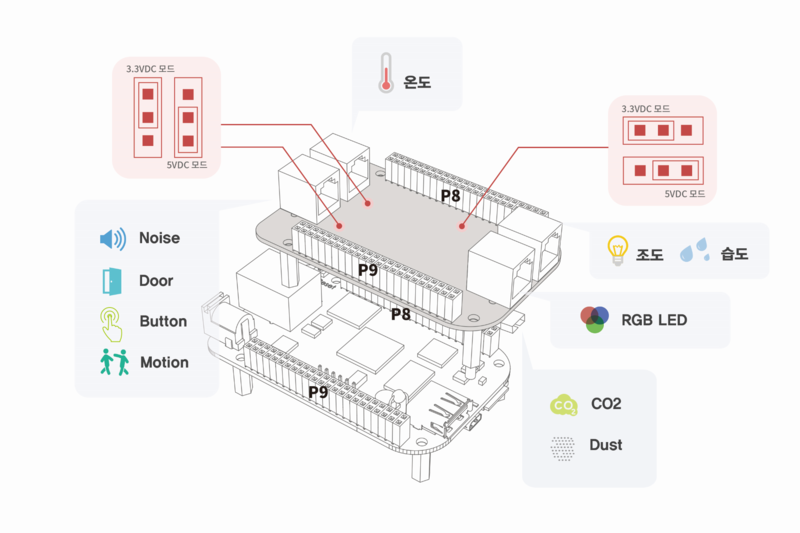 3.3VDC 모드
5VDC 모드
온도
3.3VDC 모드
5VDC 모드
P8
Noise
Door
Button
Motion
조도
습도
P9
P8
RGB LED
P9
CO2
CO2
Dust